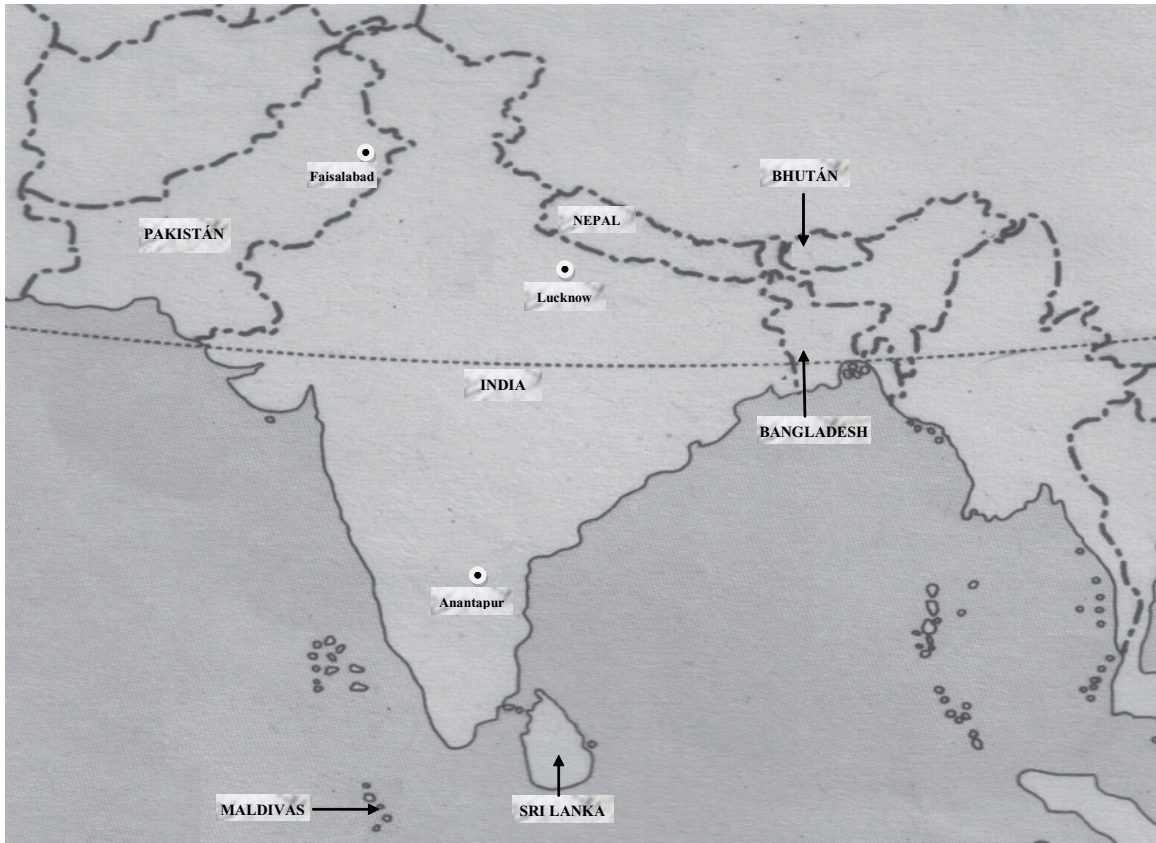 Faisalabad
BHUTÁN
NEPAL
PAKISTÁN
Lucknow
INDIA
BANGLADESH
Anantapur
MALDIVAS
SRI LANKA